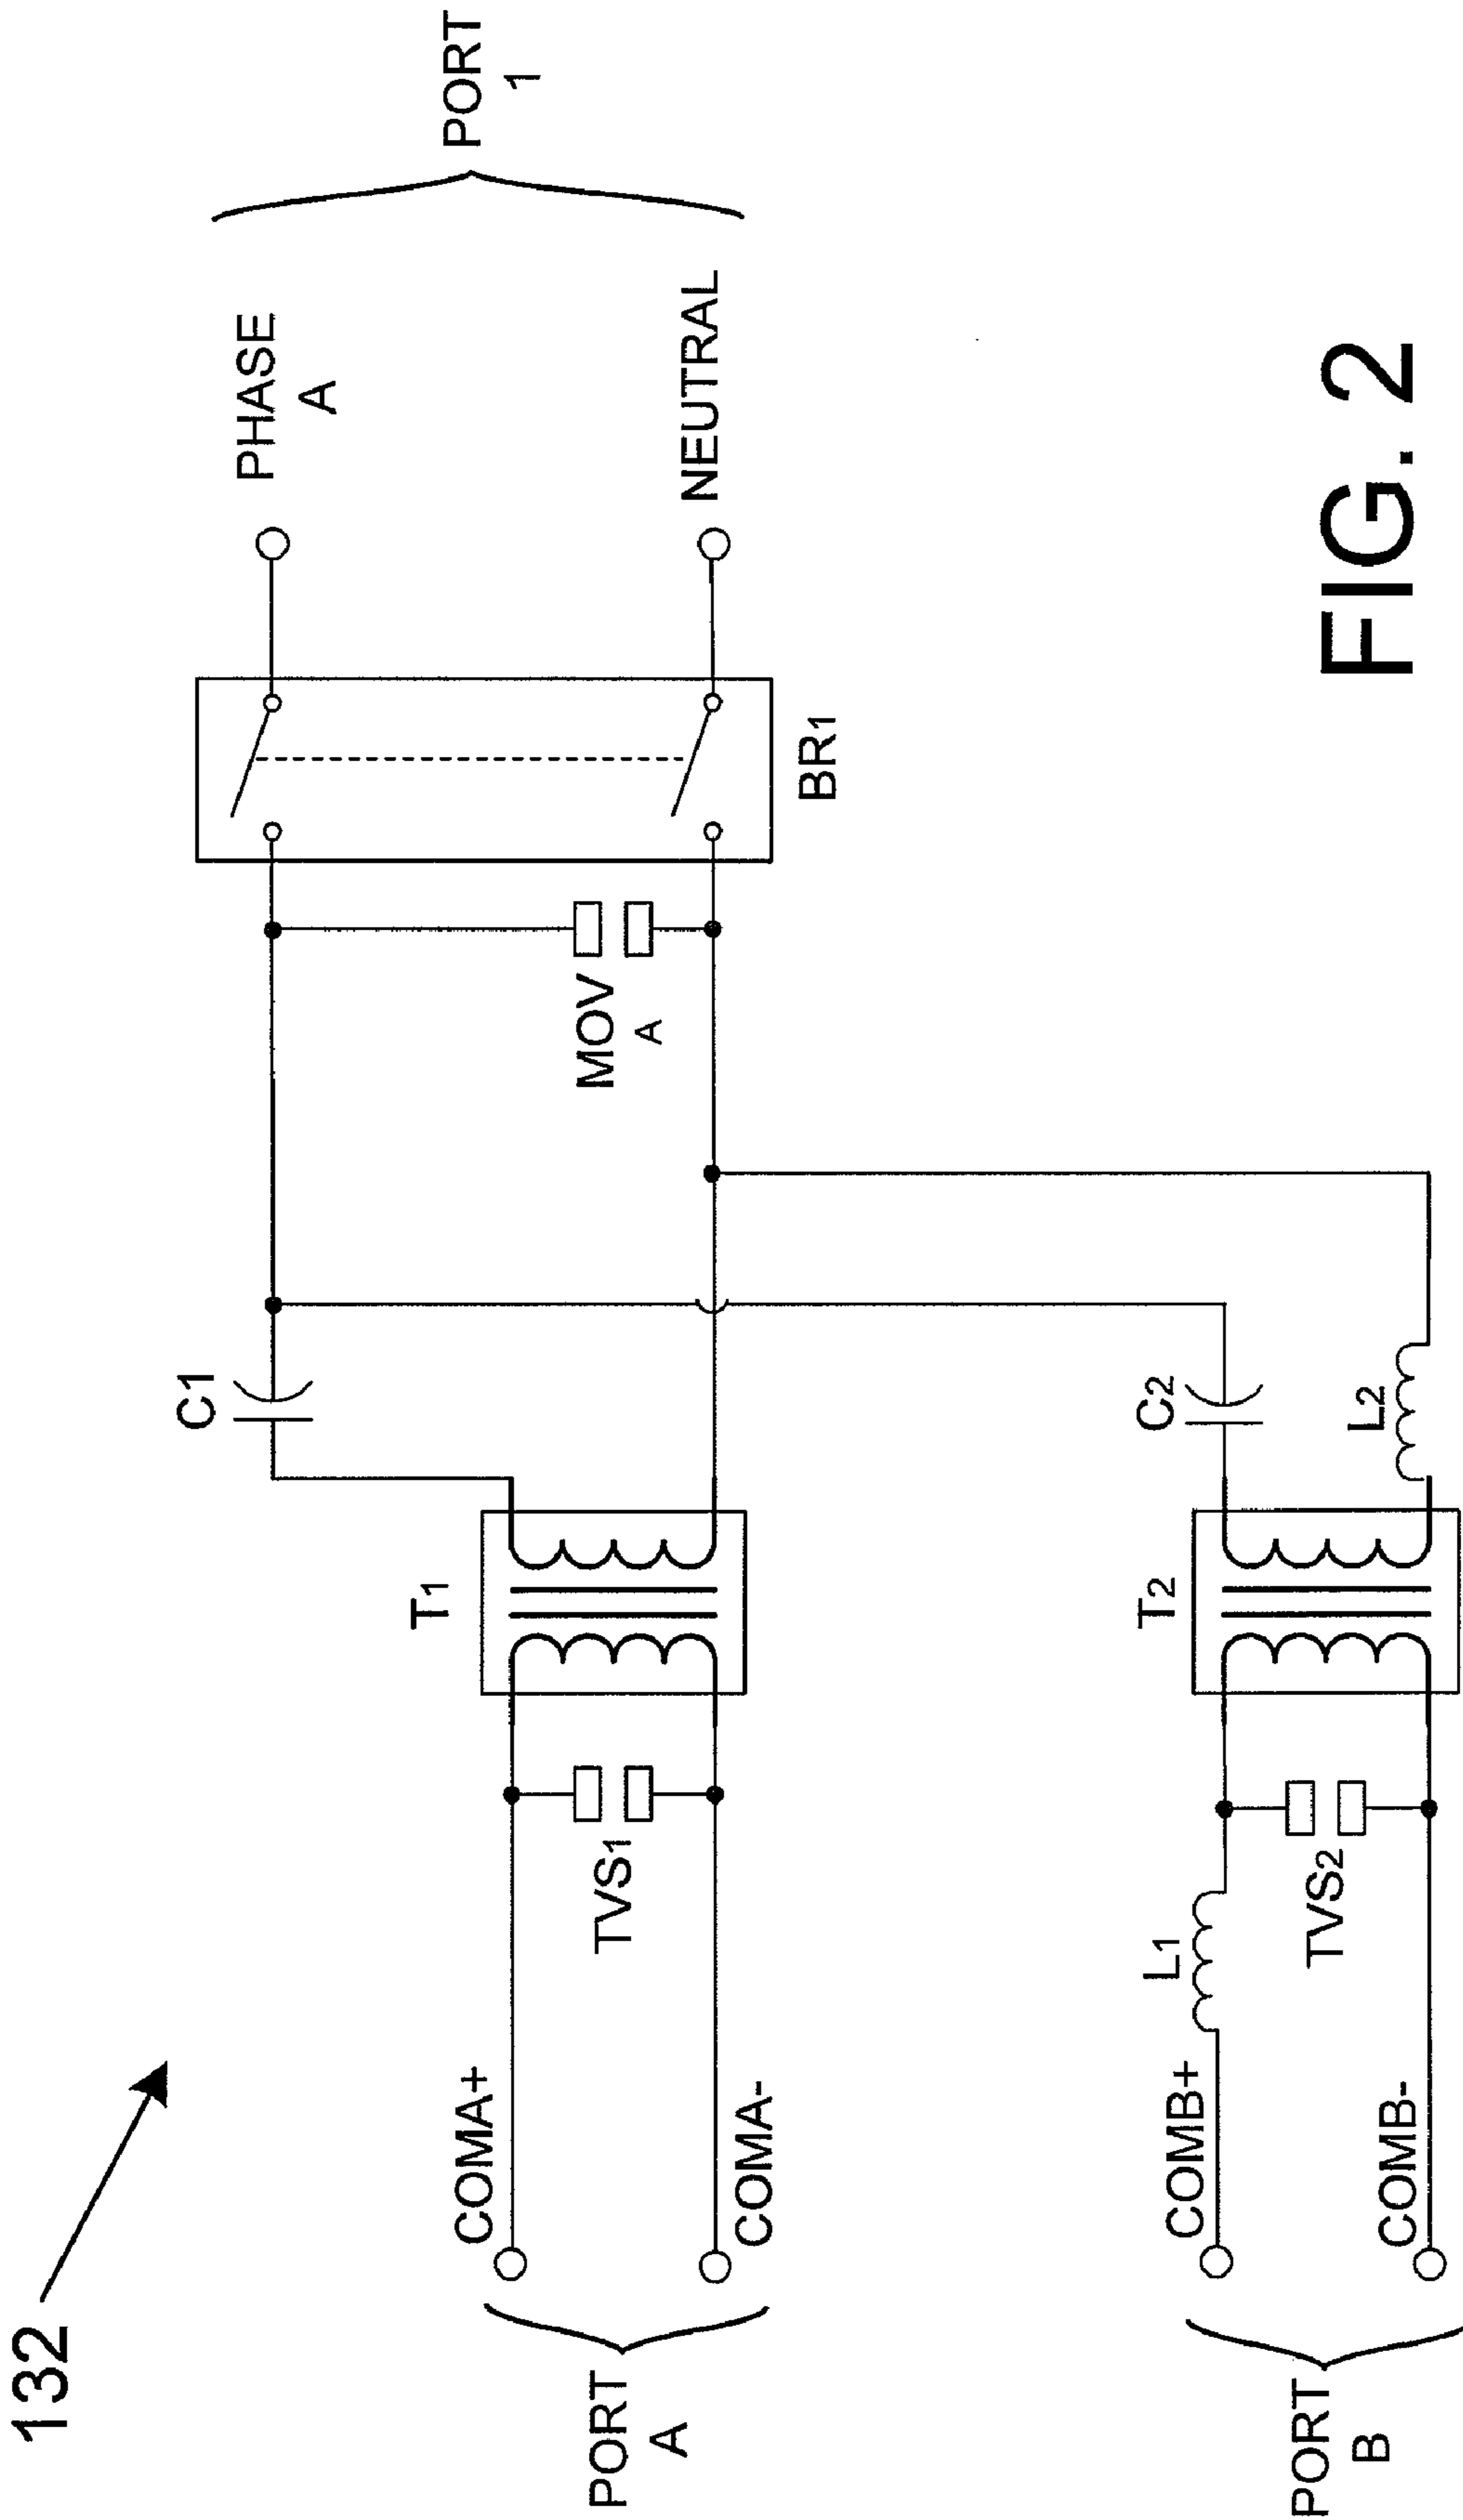 132
PORT
A
COMA+
COMA-
TVS1
T1
C1
MOV
A
BR1
PHASE
A
NEUTRAL
PORT
1
PORT
B
COMB+
COMB-
L1
TVS2
T2
C2
L2
FIG. 2